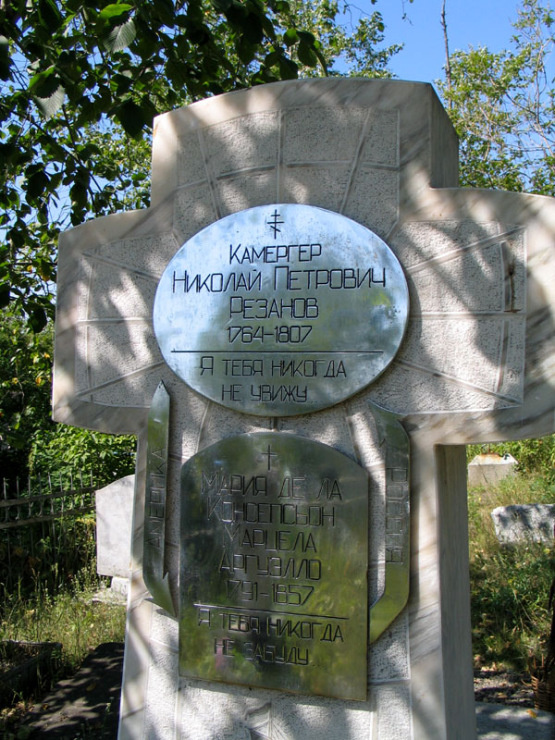 Камергер
Николай Петрович
Резанов
1764-1807
Я тебя никогда
не увижу
Мария де ла
Консепсьон
Марцела
Аргуэлло
1791-1857
Я тебя никогда
не забуду